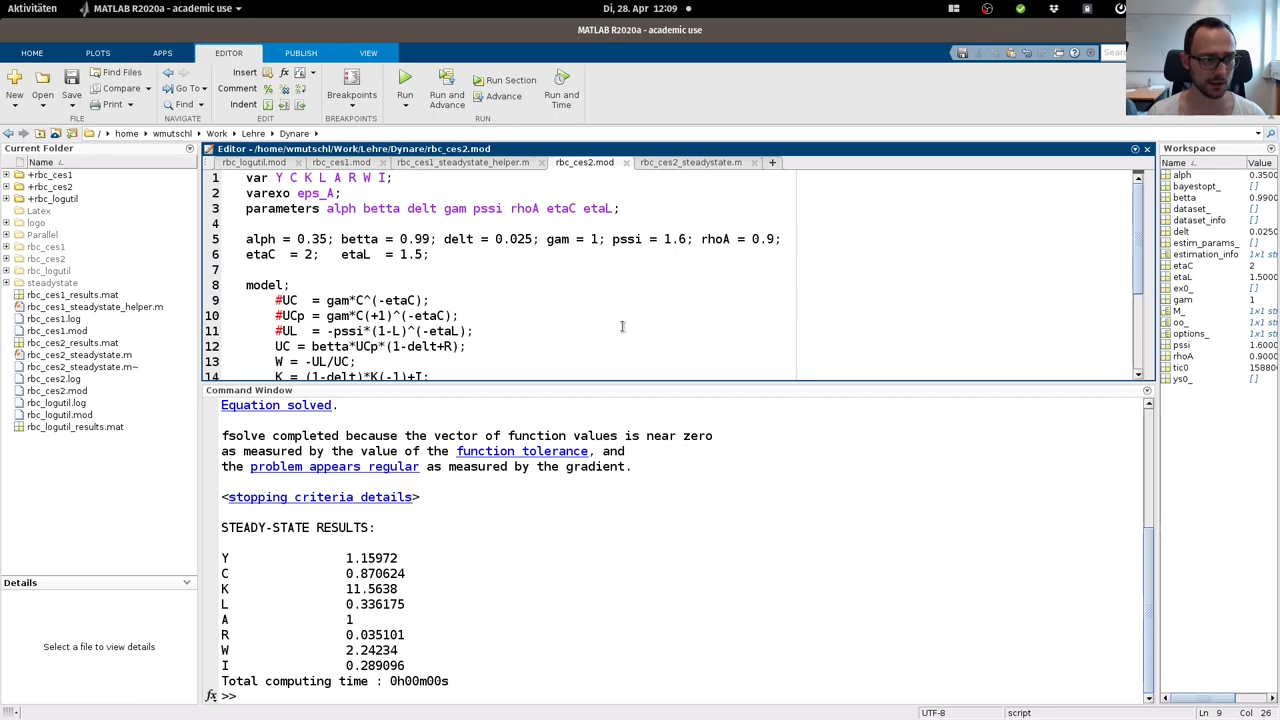 Aktivitäten
MATLAB R2020a - academic use
Di, 28. Apr 12:09
MATLAB R2020a - academic use
HOME
PLOTS
APPS
EDITOR
PUBLISH
VIEW
New
Open
Save
Find Files
Compare
Print
Go To
Find
Insert
Comment
Indent
Breakpoints
Run
Run and Advance
Run Section
Advance
Run and Time
FILE
NAVIGATE
EDIT
BREAKPOINTS
RUN
/ home wmutschl Work Lehre Dynare
Current Folder
Name
+rbc_ces1
+rbc_ces2
+rbc_logutil
Latex
logo
Parallel
rbc_ces1
rbc_ces2
rbc_logutil
steadystate
rbc_ces1_results.mat
rbc_ces1_steadystate_helper.m
rbc_ces1.log
rbc_ces1.mod
rbc_ces2_results.mat
rbc_ces2_steadystate.m
rbc_ces2_steadystate.m~
rbc_ces2.log
rbc_ces2.mod
rbc_logutil.log
rbc_logutil.mod
rbc_logutil_results.mat
Details
Select a file to view details
Editor - /home/wmutschl/Work/Lehre/Dynare/rbc_ces2.mod
rbc_logutil.mod
rbc_ces1.mod
rbc_ces1_steadystate_helper.m
rbc_ces2.mod
rbc_ces2_steadystate.m
1 var Y C K L A R W I;
2 varexo eps_A;
3 parameters alph betta delt gam pssi rhoA etaC etaL;
4
5 alph = 0.35; betta = 0.99; delt = 0.025; gam = 1; pssi = 1.6; rhoA = 0.9;
6 etaC = 2; etaL = 1.5;
7
8 model;
9 #UC = gam*C^(-etaC);
10 #UCp = gam*C(+1)^(-etaC);
11 #UL = -pssi*(1-L)^(-etaL);
12 UC = betta*UCp*(1-delt+R);
13 W = -UL/UC;
14 K = (1-delt)*K(-1)+I;
Command Window
Equation solved.
fsolve completed because the vector of function values is near zero
as measured by the value of the function tolerance, and
the problem appears regular as measured by the gradient.
<stopping criteria details>
STEADY-STATE RESULTS:
Y 1.15972
C 0.870624
K 11.5638
L 0.336175
A 1
R 0.035101
W 2.24234
I 0.289096
Total computing time : 0h00m00s
fx >>
Workspace
Name Value
alph 0.3500
bayestopt_ []
betta 0.9900
dataset_ []
dataset_info []
delt 0.0250
estim_params_ []
estimation_info 1x1 st
etaC 2
etaL 1.5000
ex0_ []
gam 1
M_ 1x1 st
oo_ 1x1 st
options_ 1x1 st
pssi 1.6000
rhoA 0.9000
tic0 15880
ys0_ []
UTF-8
script
Ln 9 Col 26